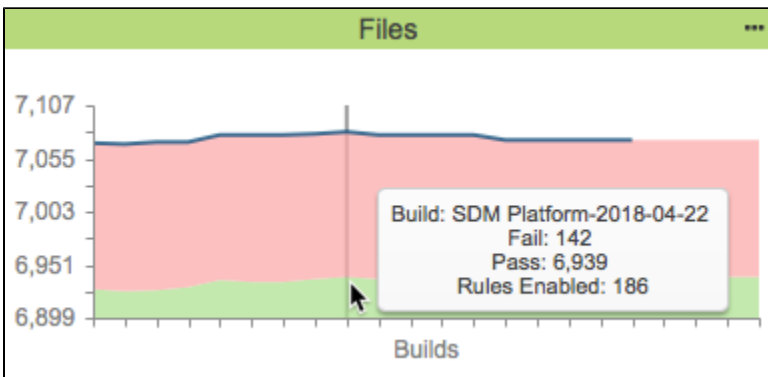 Files
7,107
7,055
7,003
6,951
6,899
Build: SDM Platform-2018-04-22
Fail: 142
Pass: 6,939
Rules Enabled: 186
Builds